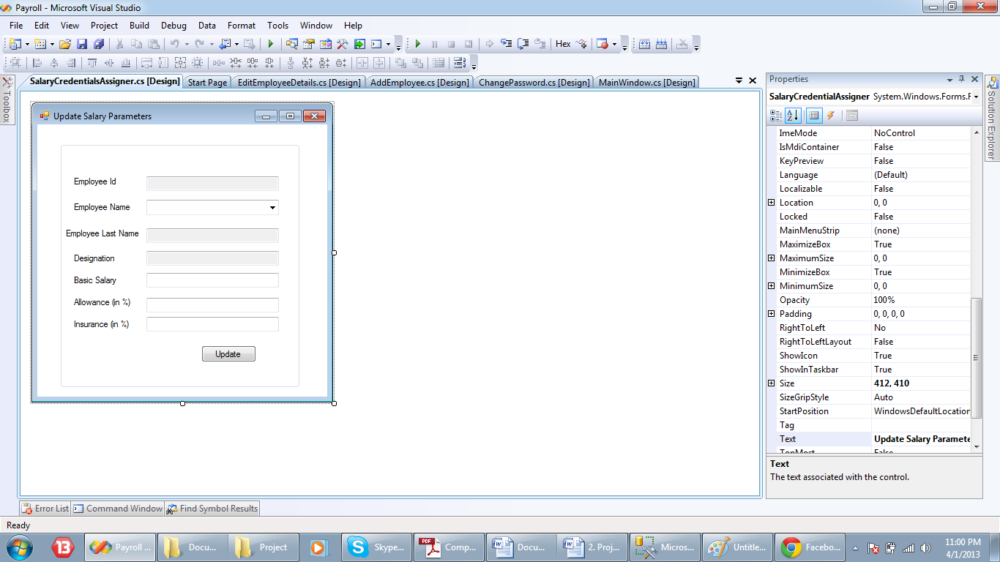 Payroll - Microsoft Visual Studio
File Edit View Project Build Debug Data Format Tools Window Help
Hex
SalaryCredentialsAssigner.cs [Design] Start Page EditEmployeeDetails.cs [Design] AddEmployee.cs [Design] ChangePassword.cs [Design] MainWindow.cs [Design]
Toolbox
Update Salary Parameters
Employee Id
Employee Name
Employee Last Name
Designation
Basic Salary
Allowance (in %)
Insurance (in %)
Update
Properties
SalaryCredentialAssigner System.Windows.Forms.F
ImeMode NoControl
IsMdiContainer False
KeyPreview False
Language (Default)
Localizable False
Location 0, 0
Locked False
MainMenuStrip (none)
MaximizeBox True
MaximumSize 0, 0
MinimizeBox True
MinimumSize 0, 0
Opacity 100%
Padding 0, 0, 0, 0
RightToLeft No
RightToLeftLayout False
ShowIcon True
ShowInTaskbar True
Size 412, 410
SizeGripStyle Auto
StartPosition WindowsDefaultLocation
Tag
Text Update Salary Paramete
TopMost False
Text
The text associated with the control.
Solution Explorer
Error List Command Window Find Symbol Results
Ready
13 Payroll ... Docu... Project Skype... PDF Comp... Docu... 2. Proj... Micros... Untitle... Facebo...
11:00 PM
4/1/2013